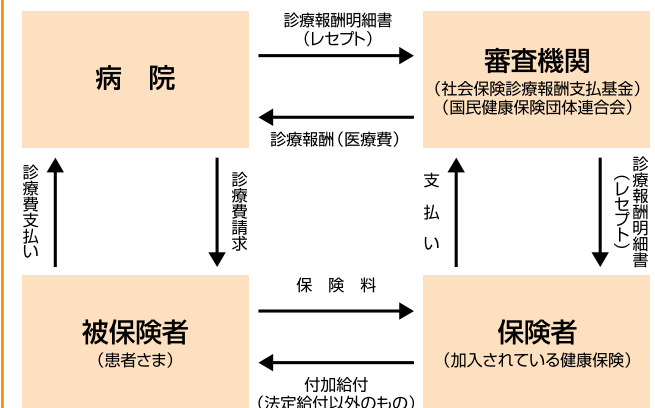 診療報酬明細書
（レセプト）
病　院
審査機関
（社会保険診療報酬支払基金）
（国民健康保険団体連合会）
診療報酬（医療費）
診療費支払い
診療費請求
支払い
診療報酬明細書
（レセプト）
保険料
被保険者
（患者さま）
保険者
（加入されている健康保険）
付加給付
（法定給付以外のもの）